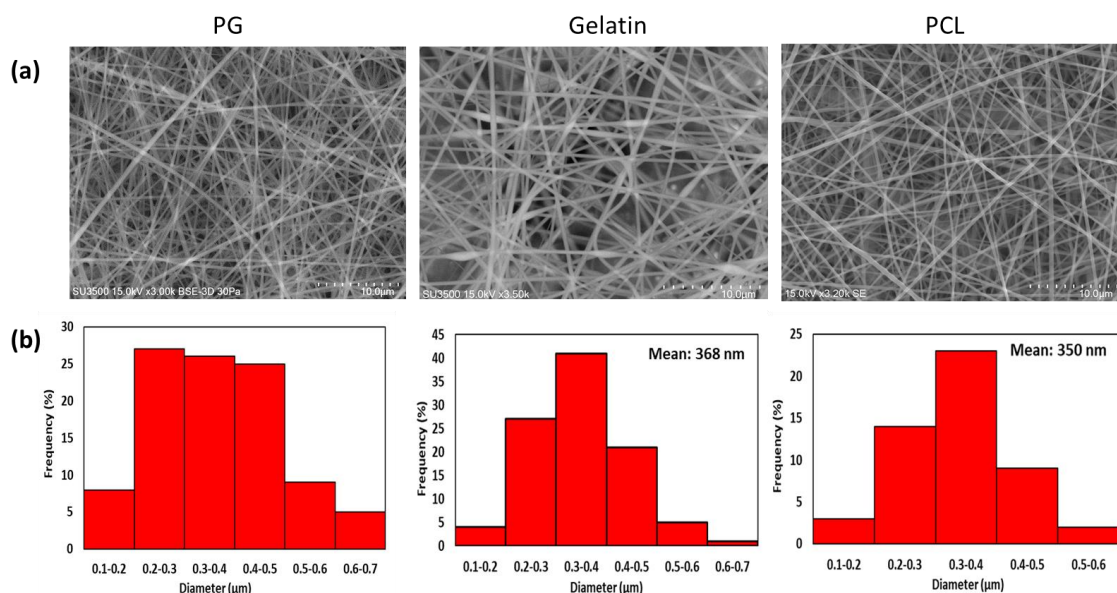 PG Gelatin PCL
(a)
SU3500 15.0kV x3.00k BSE-3D 30Pa 10.0µm
SU3500 15.0kV x3.50k 10.0µm
15.0kV x3.20k SE 10.0µm
(b)
30
25
20
15
10
5
0
Frequency (%)
0.1-0.2 0.2-0.3 0.3-0.4 0.4-0.5 0.5-0.6 0.6-0.7
Diameter (µm)
Mean: 368 nm
45
40
35
30
25
20
15
10
5
0
Frequency (%)
0.1-0.2 0.2-0.3 0.3-0.4 0.4-0.5 0.5-0.6 0.6-0.7
Diameter (µm)
Mean: 350 nm
25
20
15
10
5
0
Frequency (%)
0.1-0.2 0.2-0.3 0.3-0.4 0.4-0.5 0.5-0.6
Diameter (µm)